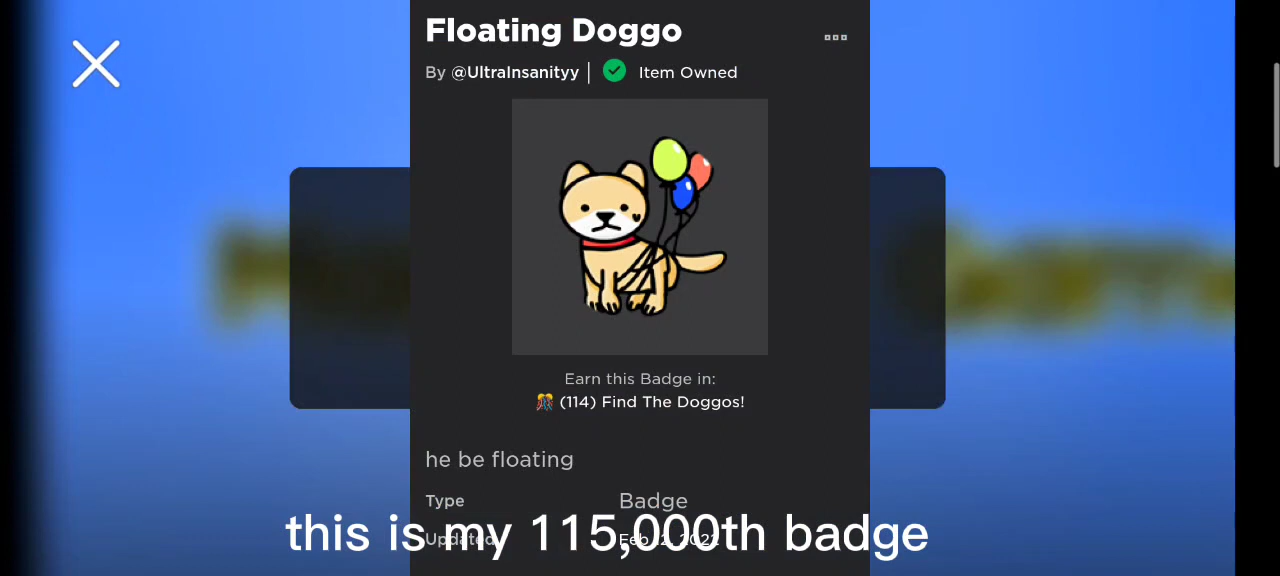 Floating Doggo
By @UltraInsanityy | Item Owned
Earn this Badge in:
🎊 (114) Find The Doggos!
he be floating
Type Badge
Updated
this is my 115,000th badge